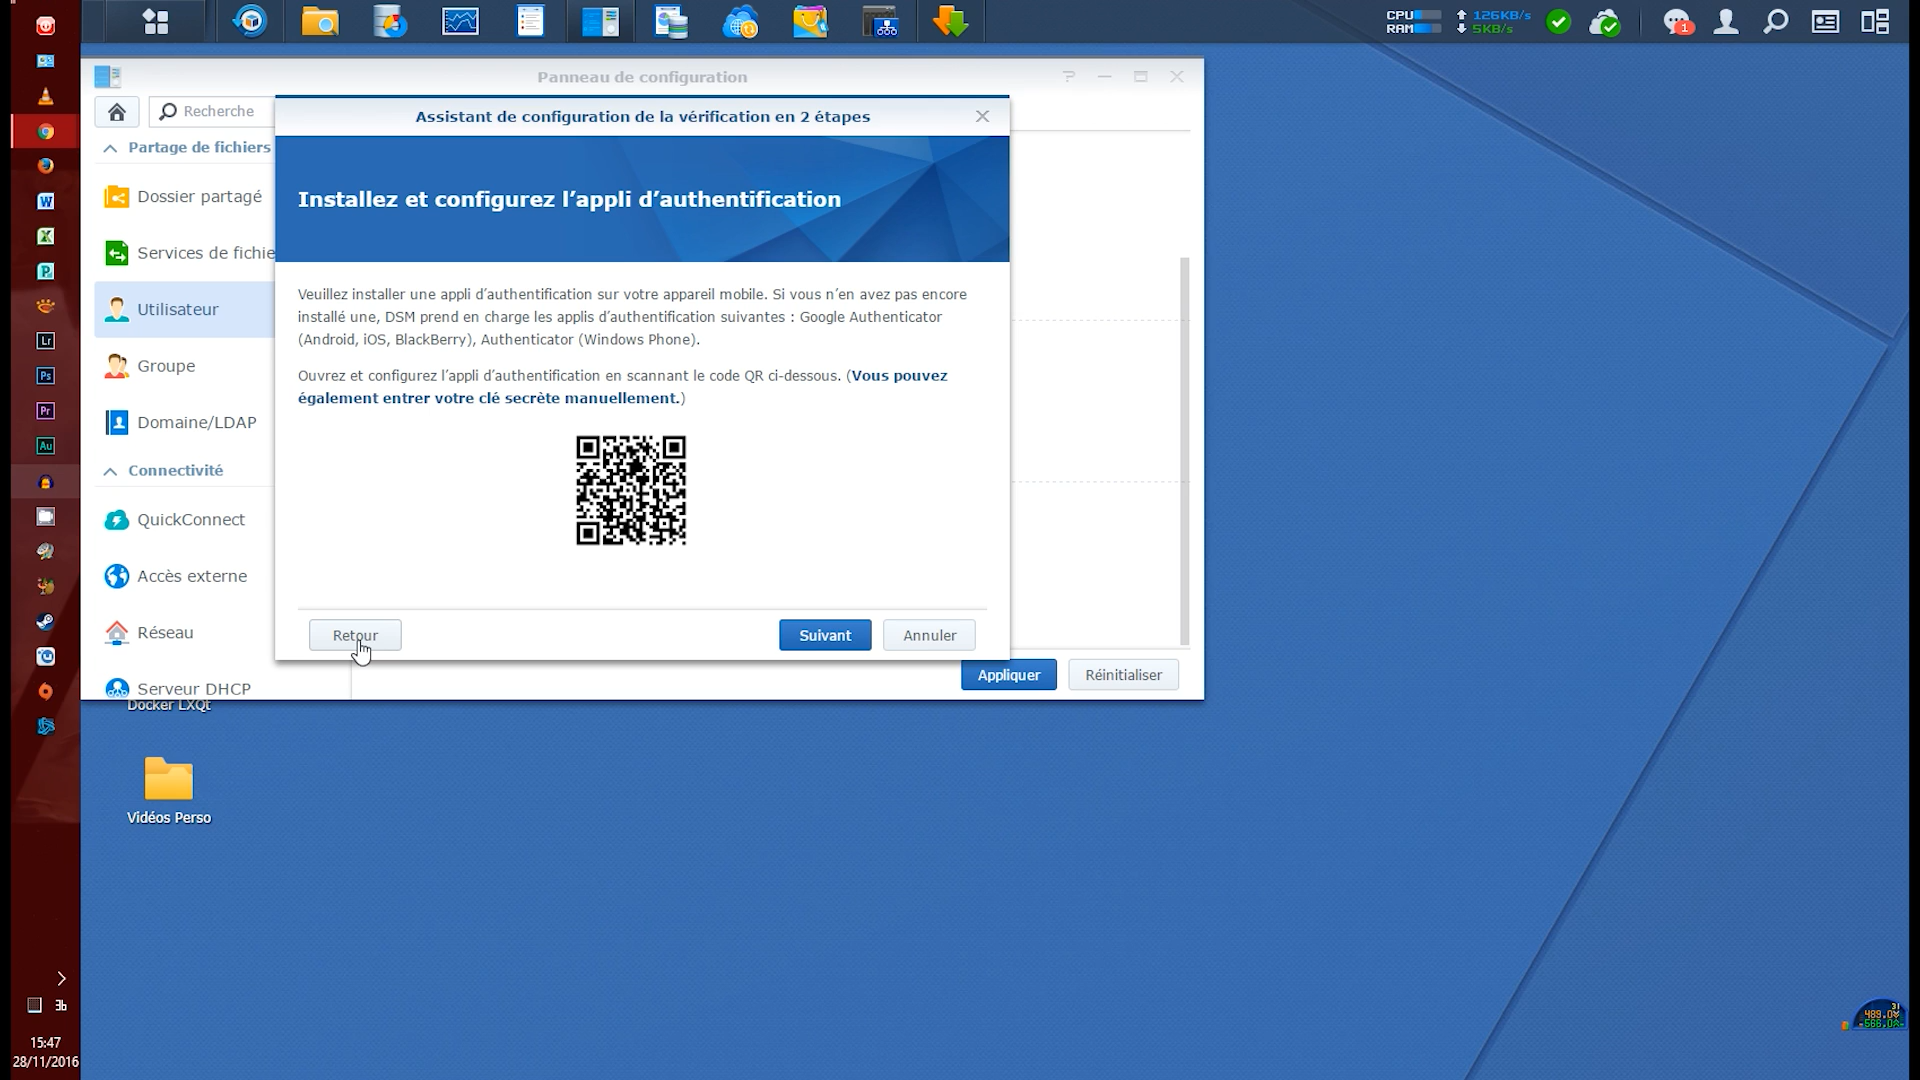 CPU
RAM
126KB/s
5KB/s
1
Panneau de configuration
Recherche
Assistant de configuration de la vérification en 2 étapes
Partage de fichiers
Dossier partagé
Services de fichie
Utilisateur
Groupe
Domaine/LDAP
Connectivité
QuickConnect
Accès externe
Réseau
Serveur DHCP
Installez et configurez l’appli d’authentification
Veuillez installer une appli d’authentification sur votre appareil mobile. Si vous n’en avez pas encore
installé une, DSM prend en charge les applis d’authentification suivantes : Google Authenticator
(Android, iOS, BlackBerry), Authenticator (Windows Phone).
Ouvrez et configurez l’appli d’authentification en scannant le code QR ci-dessous. (Vous pouvez
également entrer votre clé secrète manuellement.)
Retour
Suivant
Annuler
Appliquer
Réinitialiser
Docker LXQt
Vidéos Perso
Lr
Ps
Pr
Au
15:47
28/11/2016